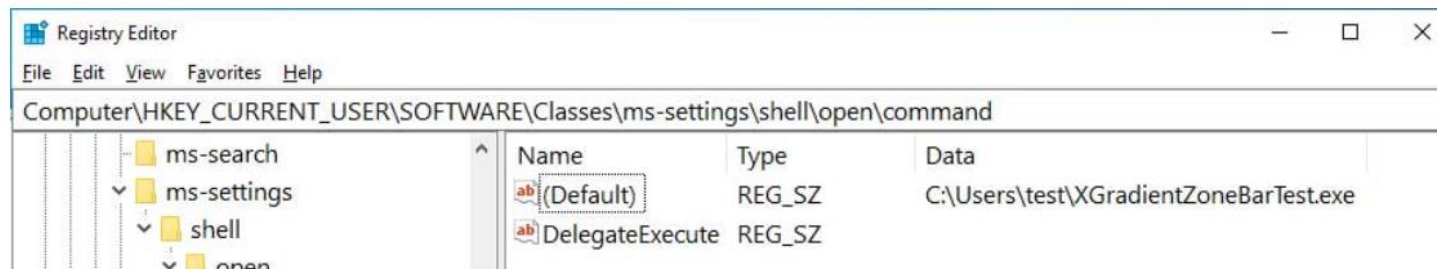 Registry Editor
File Edit View Favorites Help
Computer\HKEY_CURRENT_USER\SOFTWARE\Classes\ms-settings\shell\open\command
ms-search
ms-settings
shell
open
Name Type Data
(Default) REG_SZ C:\Users\test\XGradientZoneBarTest.exe
DelegateExecute REG_SZ